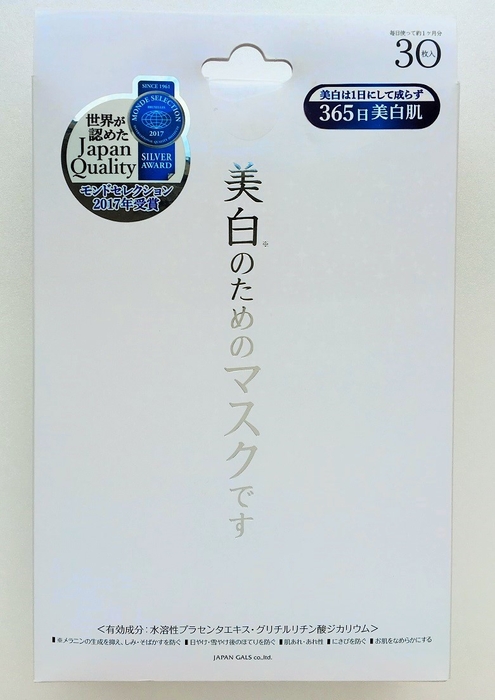 毎日使って約1ヶ月分
30枚入
美白は1日にして成らず
365日美白肌
SINCE 1961
MONDE SELECTION
2017
SILVER
AWARD
世界が
認めた
Japan
Quality
モンドセレクション
2017年受賞
美白※のためのマスクです
＜有効成分：水溶性プラセンタエキス・グリチルリチン酸ジカリウム＞
▮※メラニンの生成を抑え、しみ・そばかすを防ぐ ▮日やけ・雪やけ後のほてりを防ぐ ▮肌あれ・あれ性 ▮にきびを防ぐ ▮お肌をなめらかにする
JAPAN GALS co.,ltd.